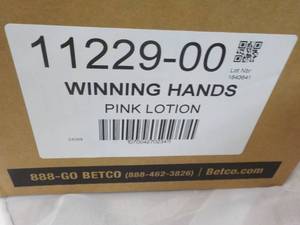 11229-00
Lot Nbr
WINNING HANDS
PINK LOTION
888-GO BETCO (888-462-3826) / Betco.com